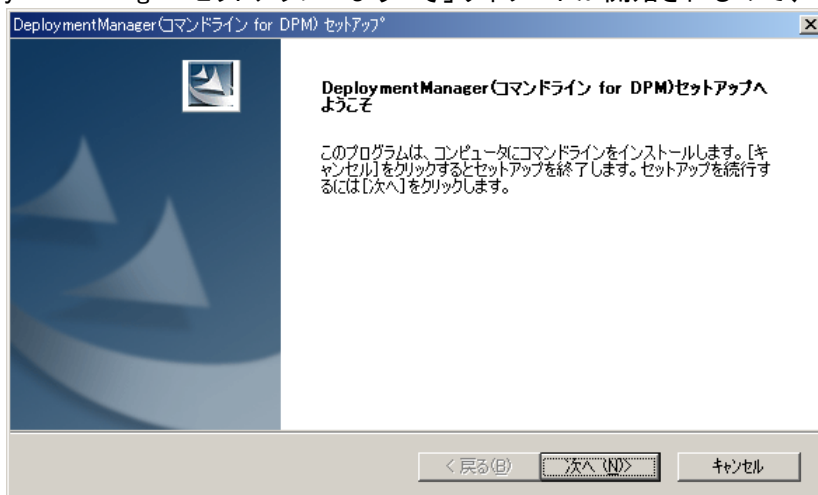 DeploymentManager(コマンドライン for DPM) セットアップ
DeploymentManager(コマンドライン for DPM)セットアップへ
ようこそ
このプログラムは、コンピュータにコマンドラインをインストールします。[キ
ャンセル]をクリックするとセットアップを終了します。セットアップを続行す
るには[次へ]をクリックします。
< 戻る(B)
次へ (N)>
キャンセル